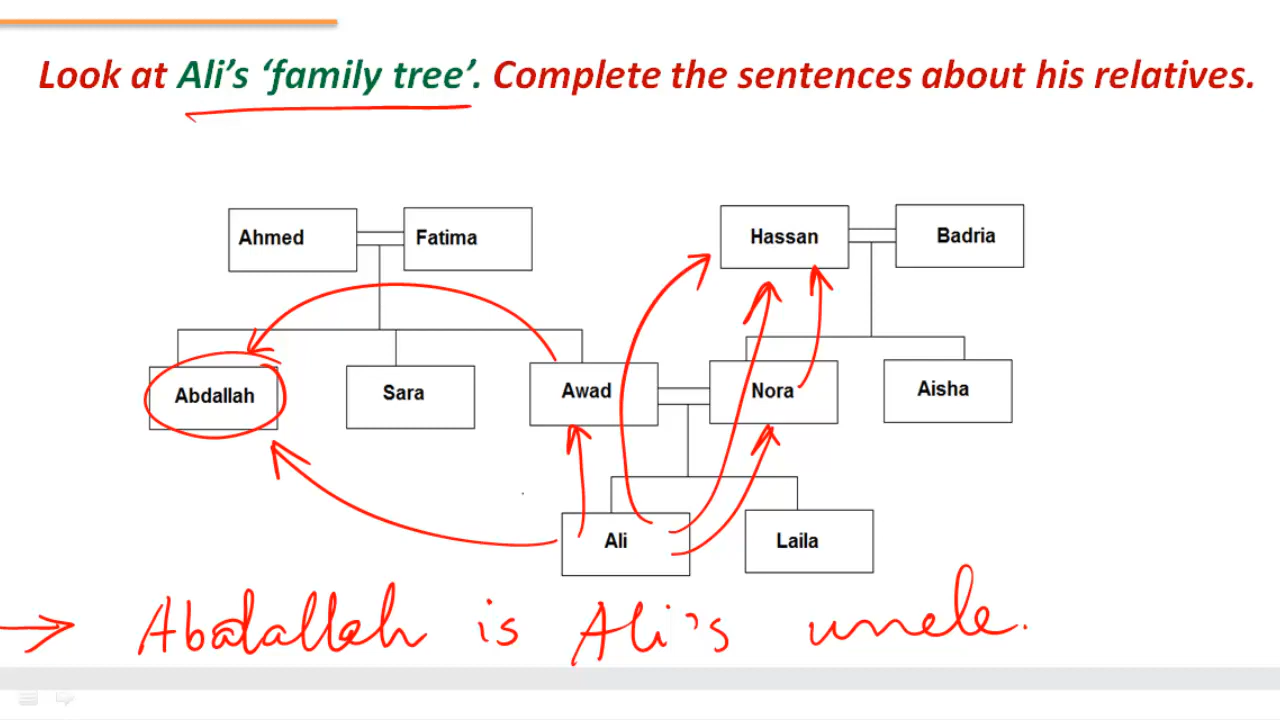 Look at Ali's 'family tree'. Complete the sentences about his relatives.
Ahmed Fatima Hassan Badria
Abdallah Sara Awad Nora Aisha
Ali Laila
→ Abdallah is Ali's uncle.